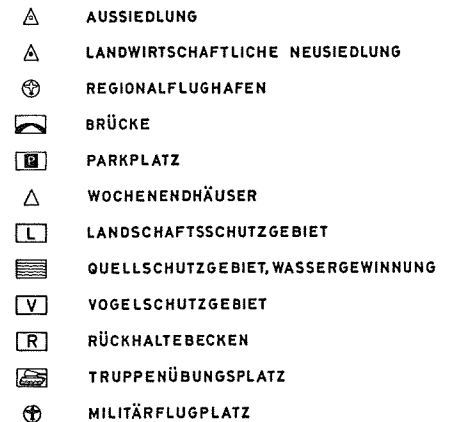 AUSSIEDLUNG
LANDWIRTSCHAFTLICHE NEUSIEDLUNG
REGIONALFLUGHAFEN
BRÜCKE
P PARKPLATZ
WOCHENENDHÄUSER
L LANDSCHAFTSSCHUTZGEBIET
QUELLSCHUTZGEBIET, WASSERGEWINNUNG
V VOGELSCHUTZGEBIET
R RÜCKHALTEBECKEN
TRUPPENÜBUNGSPLATZ
MILITÄRFLUGPLATZ